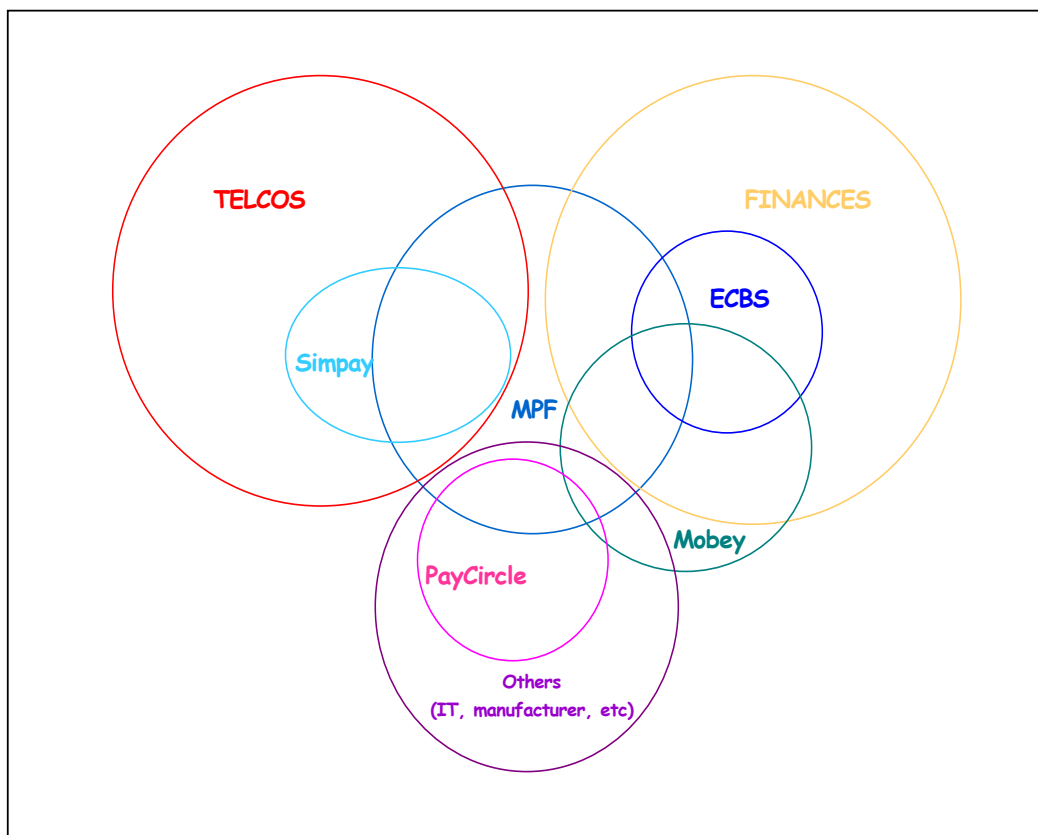 TELCOS
FINANCES
ECBS
Simpay
MPF
Mobey
PayCircle
Others
(IT, manufacturer, etc)